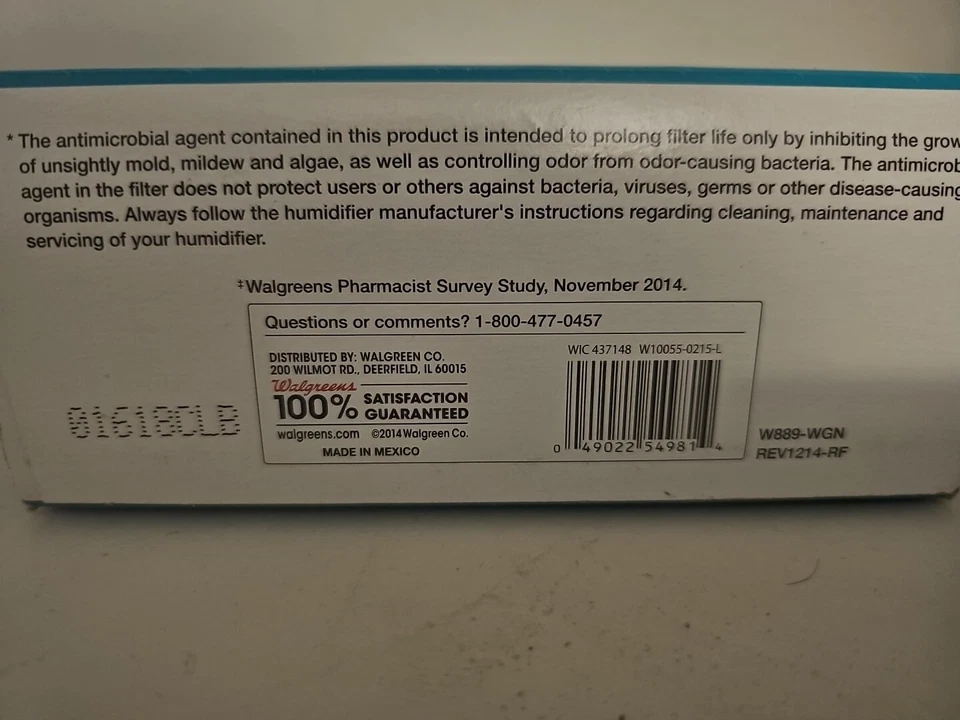 * The antimicrobial agent contained in this product is intended to prolong filter life only by inhibiting the grow
of unsightly mold, mildew and algae, as well as controlling odor from odor-causing bacteria. The antimicrob
agent in the filter does not protect users or others against bacteria, viruses, germs or other disease-causing
organisms. Always follow the humidifier manufacturer's instructions regarding cleaning, maintenance and
servicing of your humidifier.
‡Walgreens Pharmacist Survey Study, November 2014.
Questions or comments? 1-800-477-0457
DISTRIBUTED BY: WALGREEN CO.
200 WILMOT RD., DEERFIELD, IL 60015
Walgreens
100% SATISFACTION GUARANTEED
walgreens.com ©2014 Walgreen Co.
MADE IN MEXICO
WIC 437148 W10055-0215-L
0 49022 54981 4
01618CLB
W889-WGN
REV1214-RF